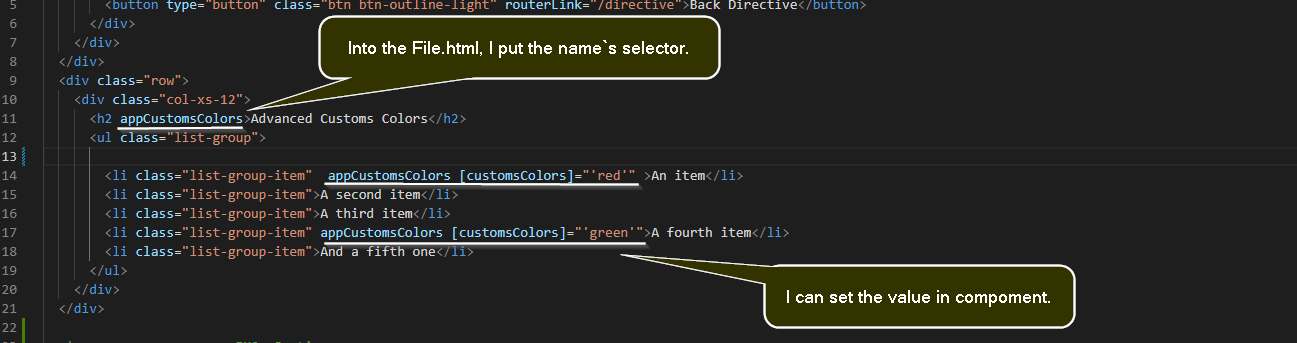 5 <button type="button" class="btn btn-outline-light" routerLink="/directive">Back Directive</button>
6 </div>
7 </div>
8 </div>
Into the File.html, I put the name`s selector.
9 <div class="row">
10 <div class="col-xs-12">
11 <h2 appCustomsColors>Advanced Customs Colors</h2>
12 <ul class="list-group">
13
14 <li class="list-group-item"  appCustomsColors [customsColors]="'red'" >An item</li>
15 <li class="list-group-item">A second item</li>
16 <li class="list-group-item">A third item</li>
17 <li class="list-group-item" appCustomsColors [customsColors]="'green'">A fourth item</li>
18 <li class="list-group-item">And a fifth one</li>
19 </ul>
20 </div>
21 </div>
I can set the value in compoment.
22